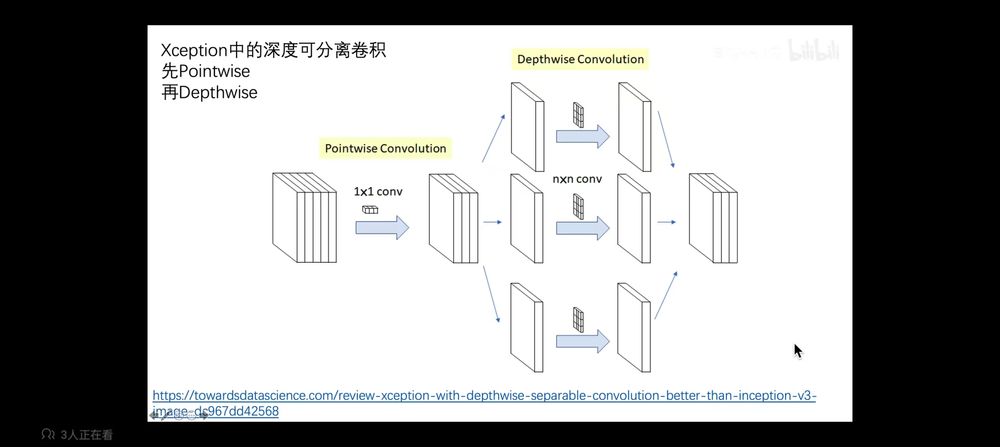 Xception中的深度可分离卷积
先Pointwise
再Depthwise
bilibili
Depthwise Convolution
Pointwise Convolution
1x1 conv
nxn conv
https://towardsdatascience.com/review-xception-with-depthwise-separable-convolution-better-than-inception-v3-
image-dc967dd42568
3人正在看